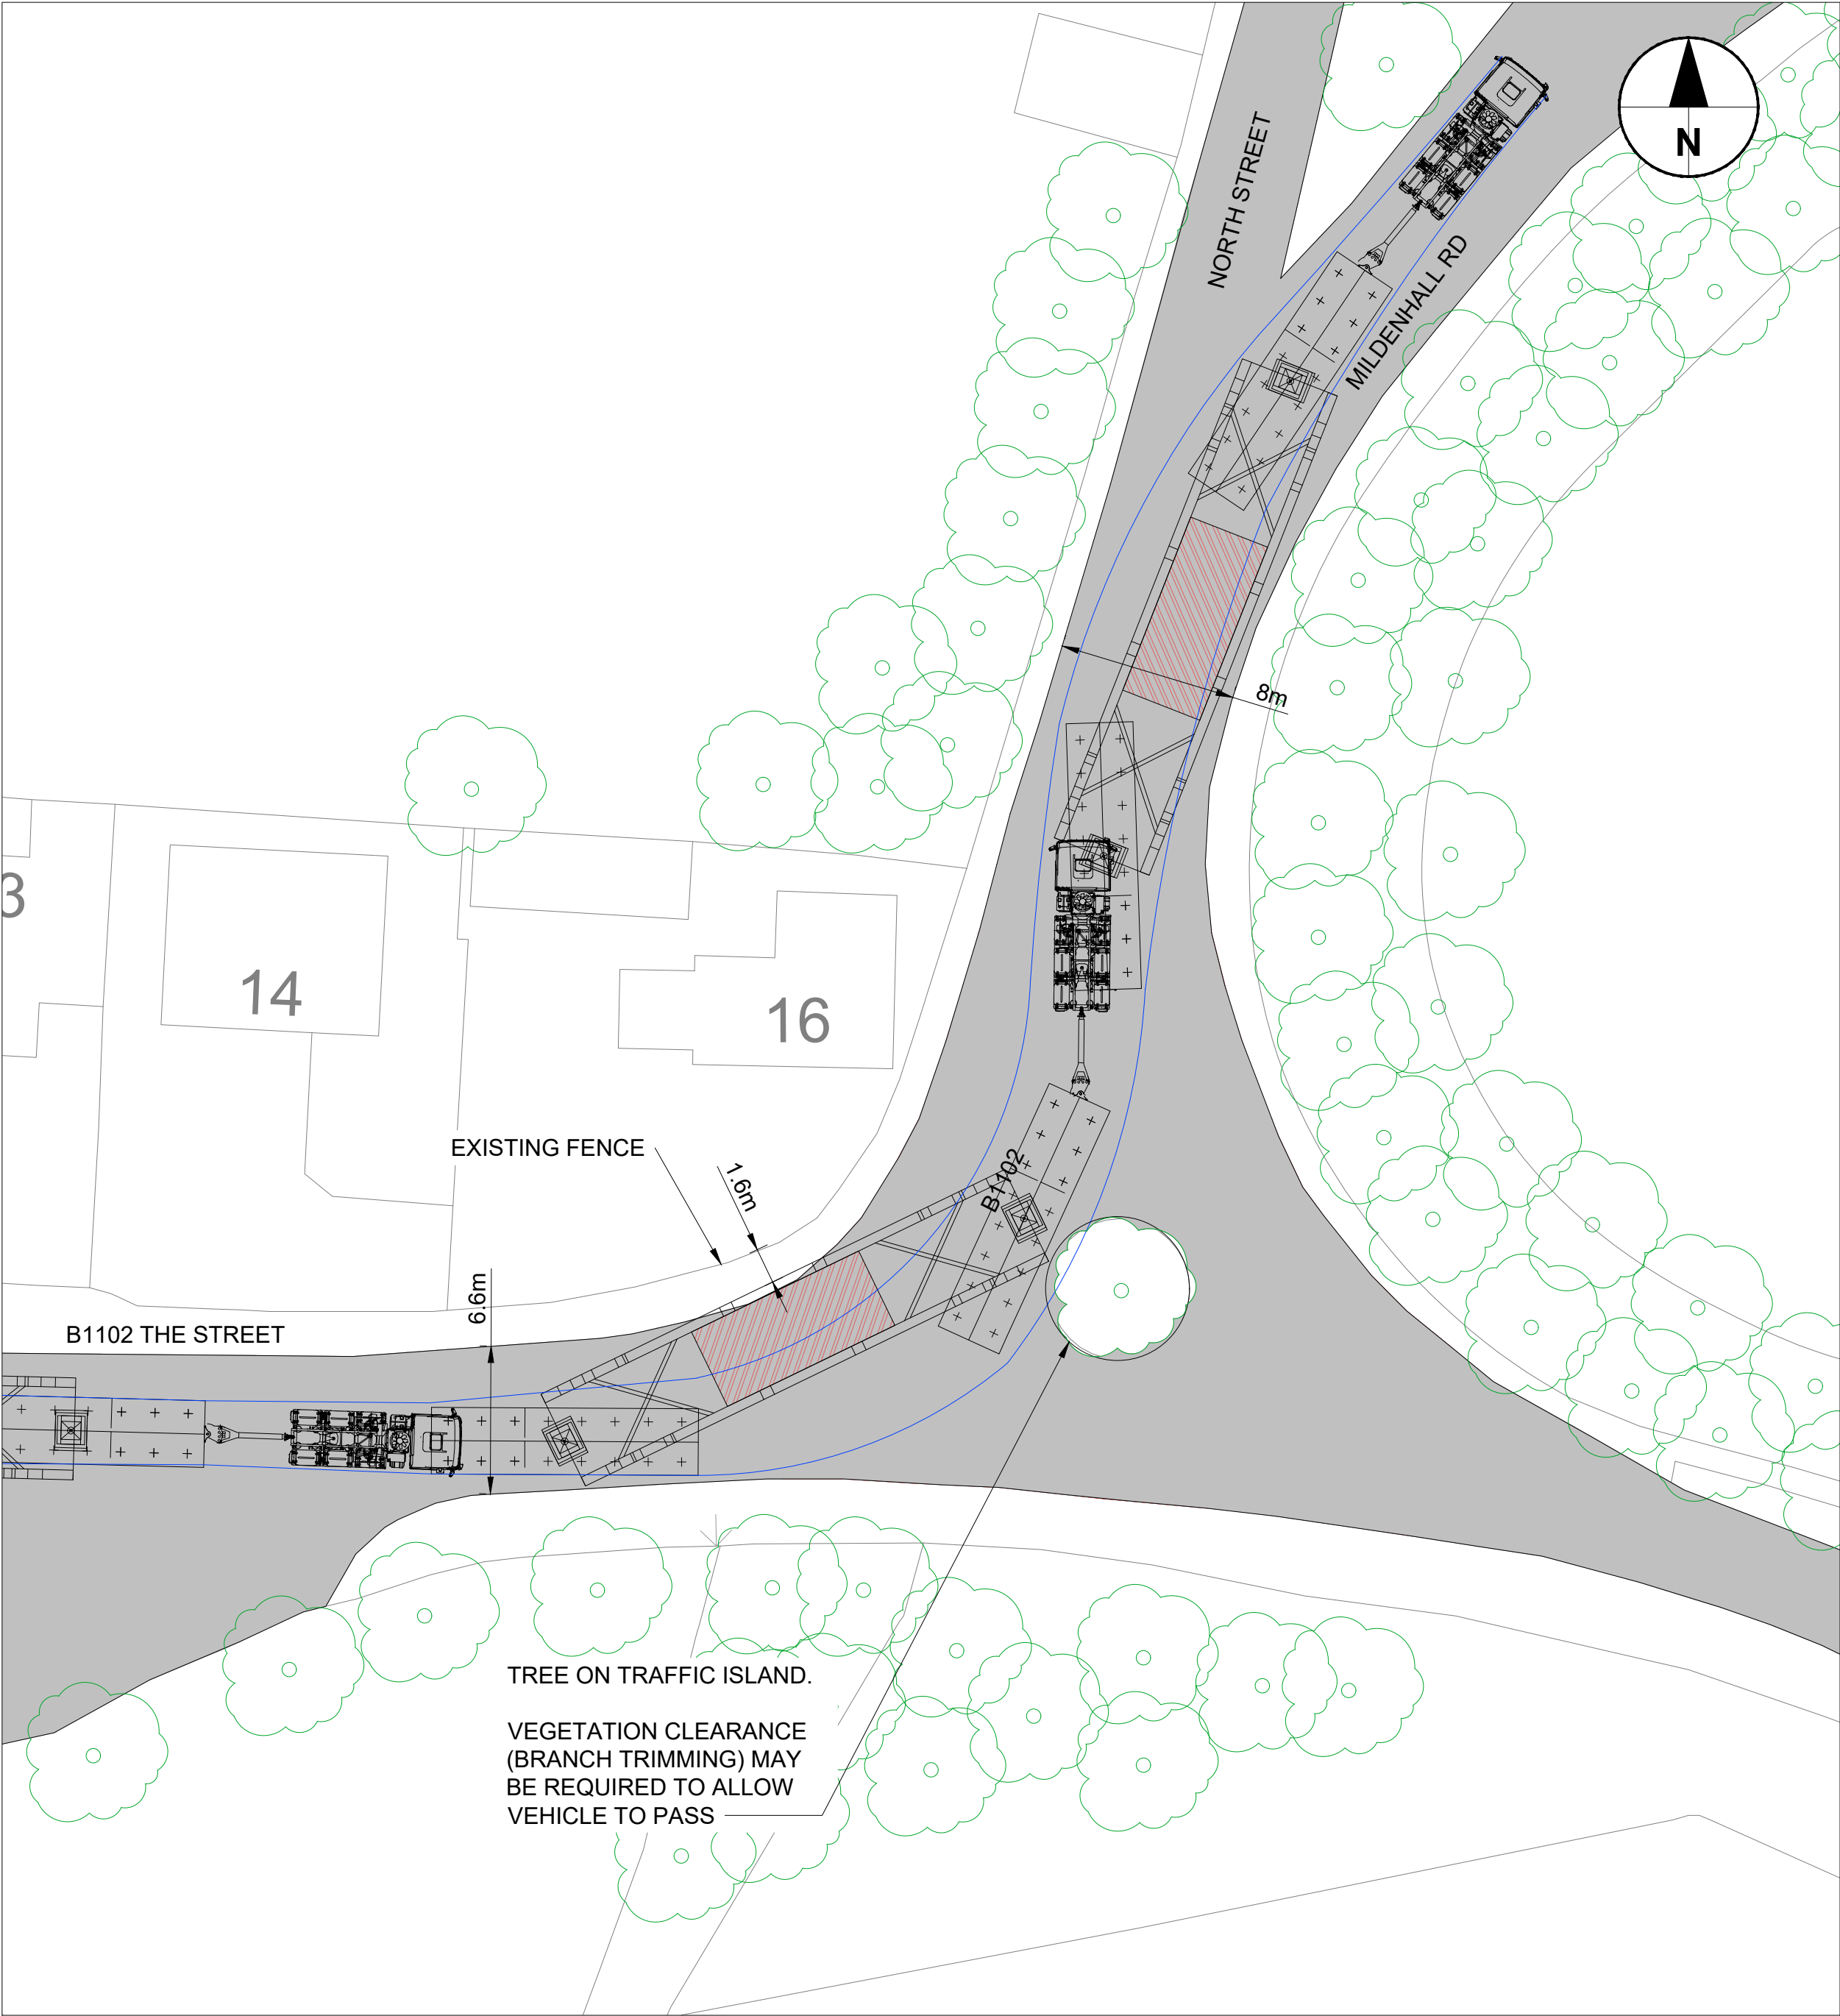 N
NORTH STREET
MILDENHALL RD
8m
3
14
16
EXISTING FENCE
1.6m
B1102
6.6m
B1102 THE STREET
TREE ON TRAFFIC ISLAND.
VEGETATION CLEARANCE
(BRANCH TRIMMING) MAY
BE REQUIRED TO ALLOW
VEHICLE TO PASS